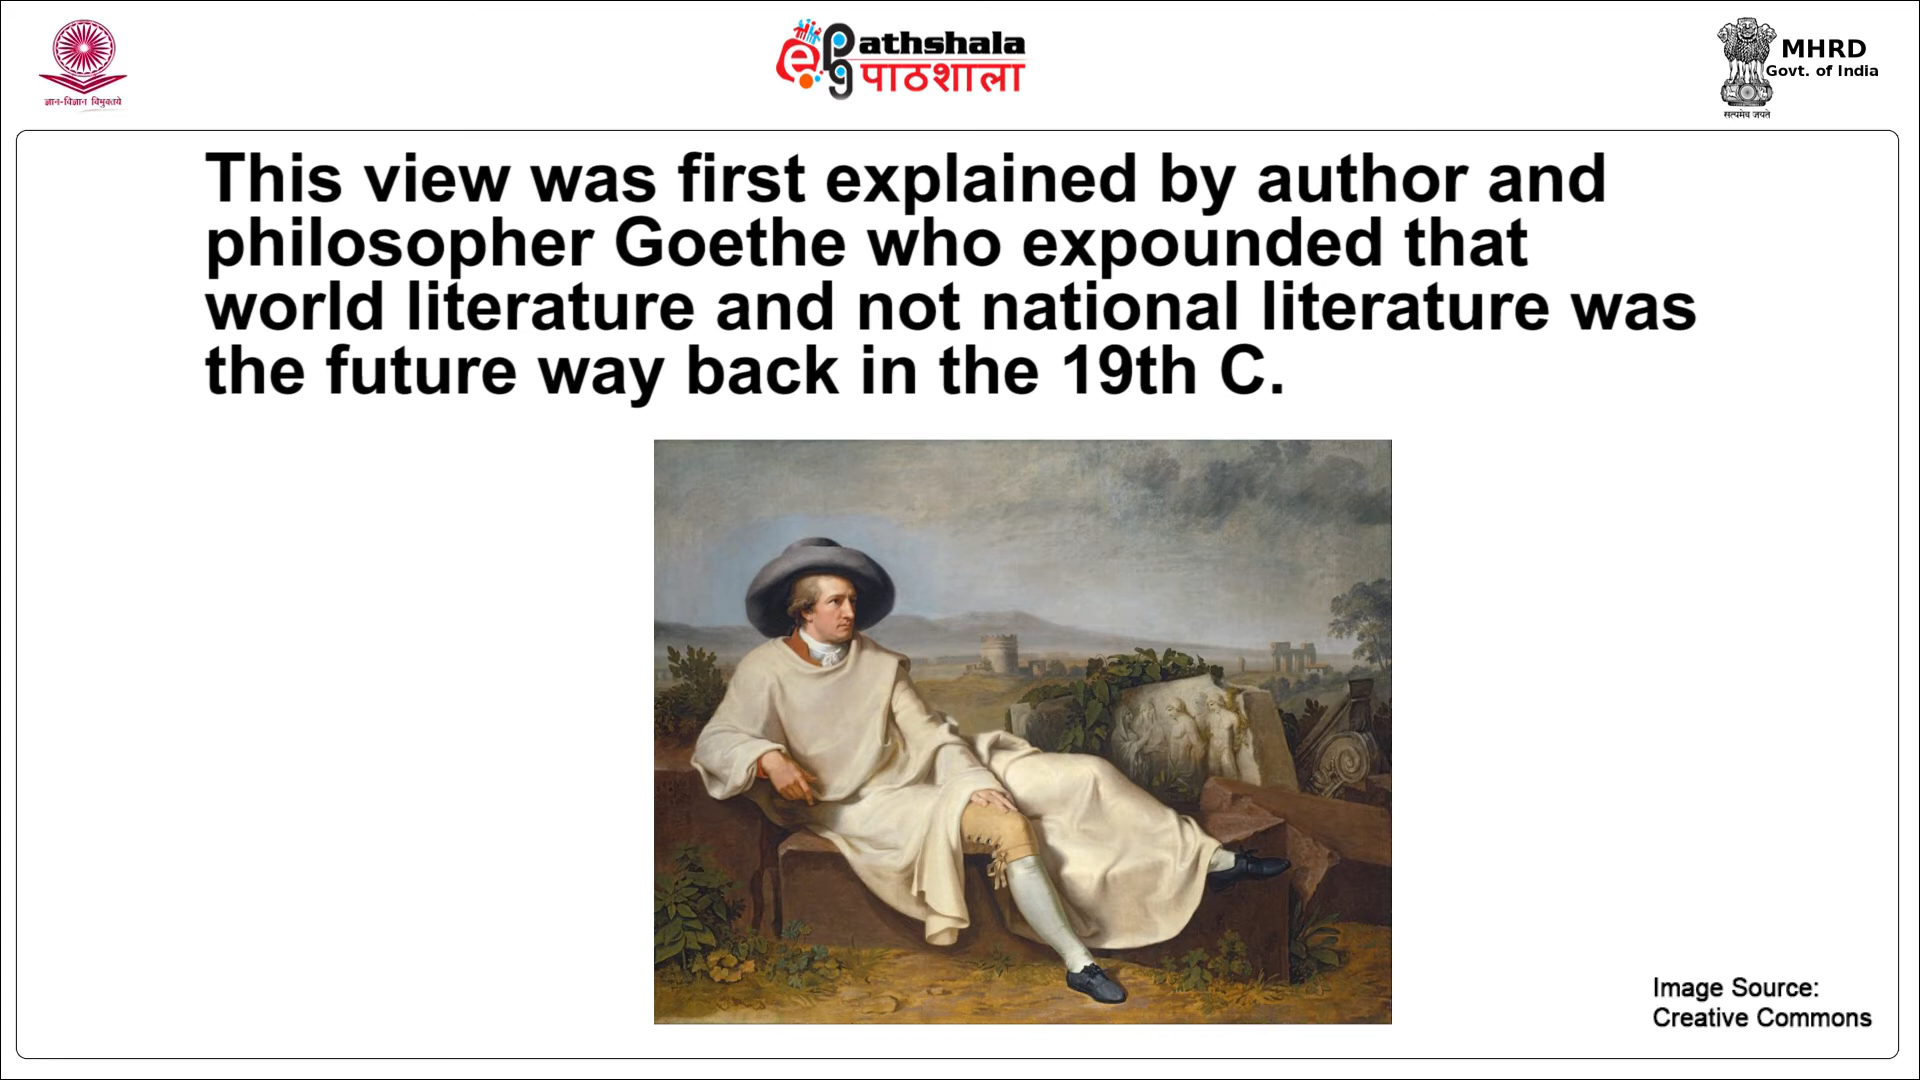 ज्ञान-विज्ञान विमुक्तये
ePGathshala
पाठशाला
MHRD
Govt. of India
सत्यमेव जयते
This view was first explained by author and
philosopher Goethe who expounded that
world literature and not national literature was
the future way back in the 19th C.
Image Source:
Creative Commons